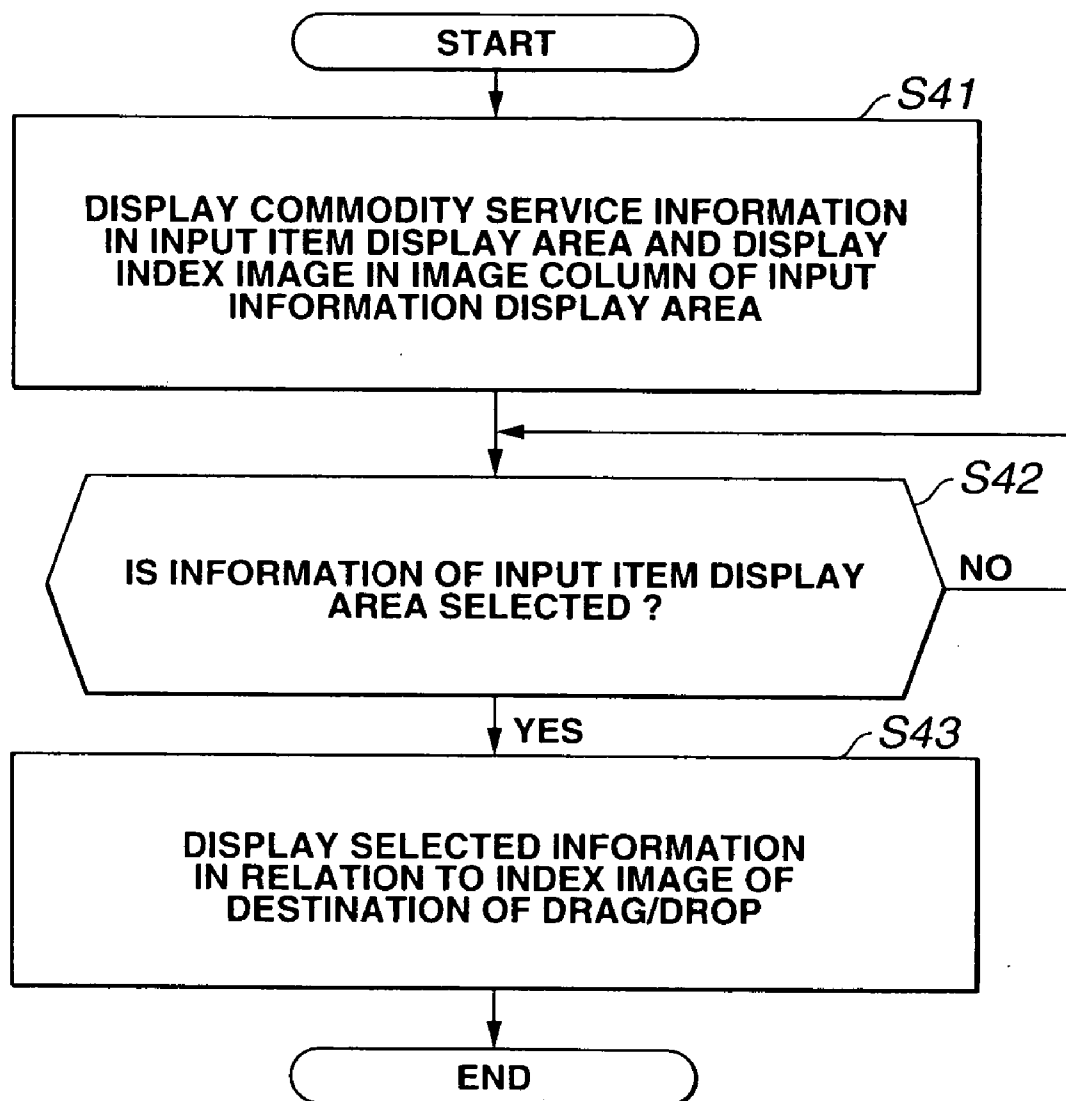 START
S41
DISPLAY COMMODITY SERVICE INFORMATION
IN INPUT ITEM DISPLAY AREA AND DISPLAY
INDEX IMAGE IN IMAGE COLUMN OF INPUT
INFORMATION DISPLAY AREA
S42
IS INFORMATION OF INPUT ITEM DISPLAY
AREA SELECTED ?
NO
YES
S43
DISPLAY SELECTED INFORMATION
IN RELATION TO INDEX IMAGE OF
DESTINATION OF DRAG/DROP
END